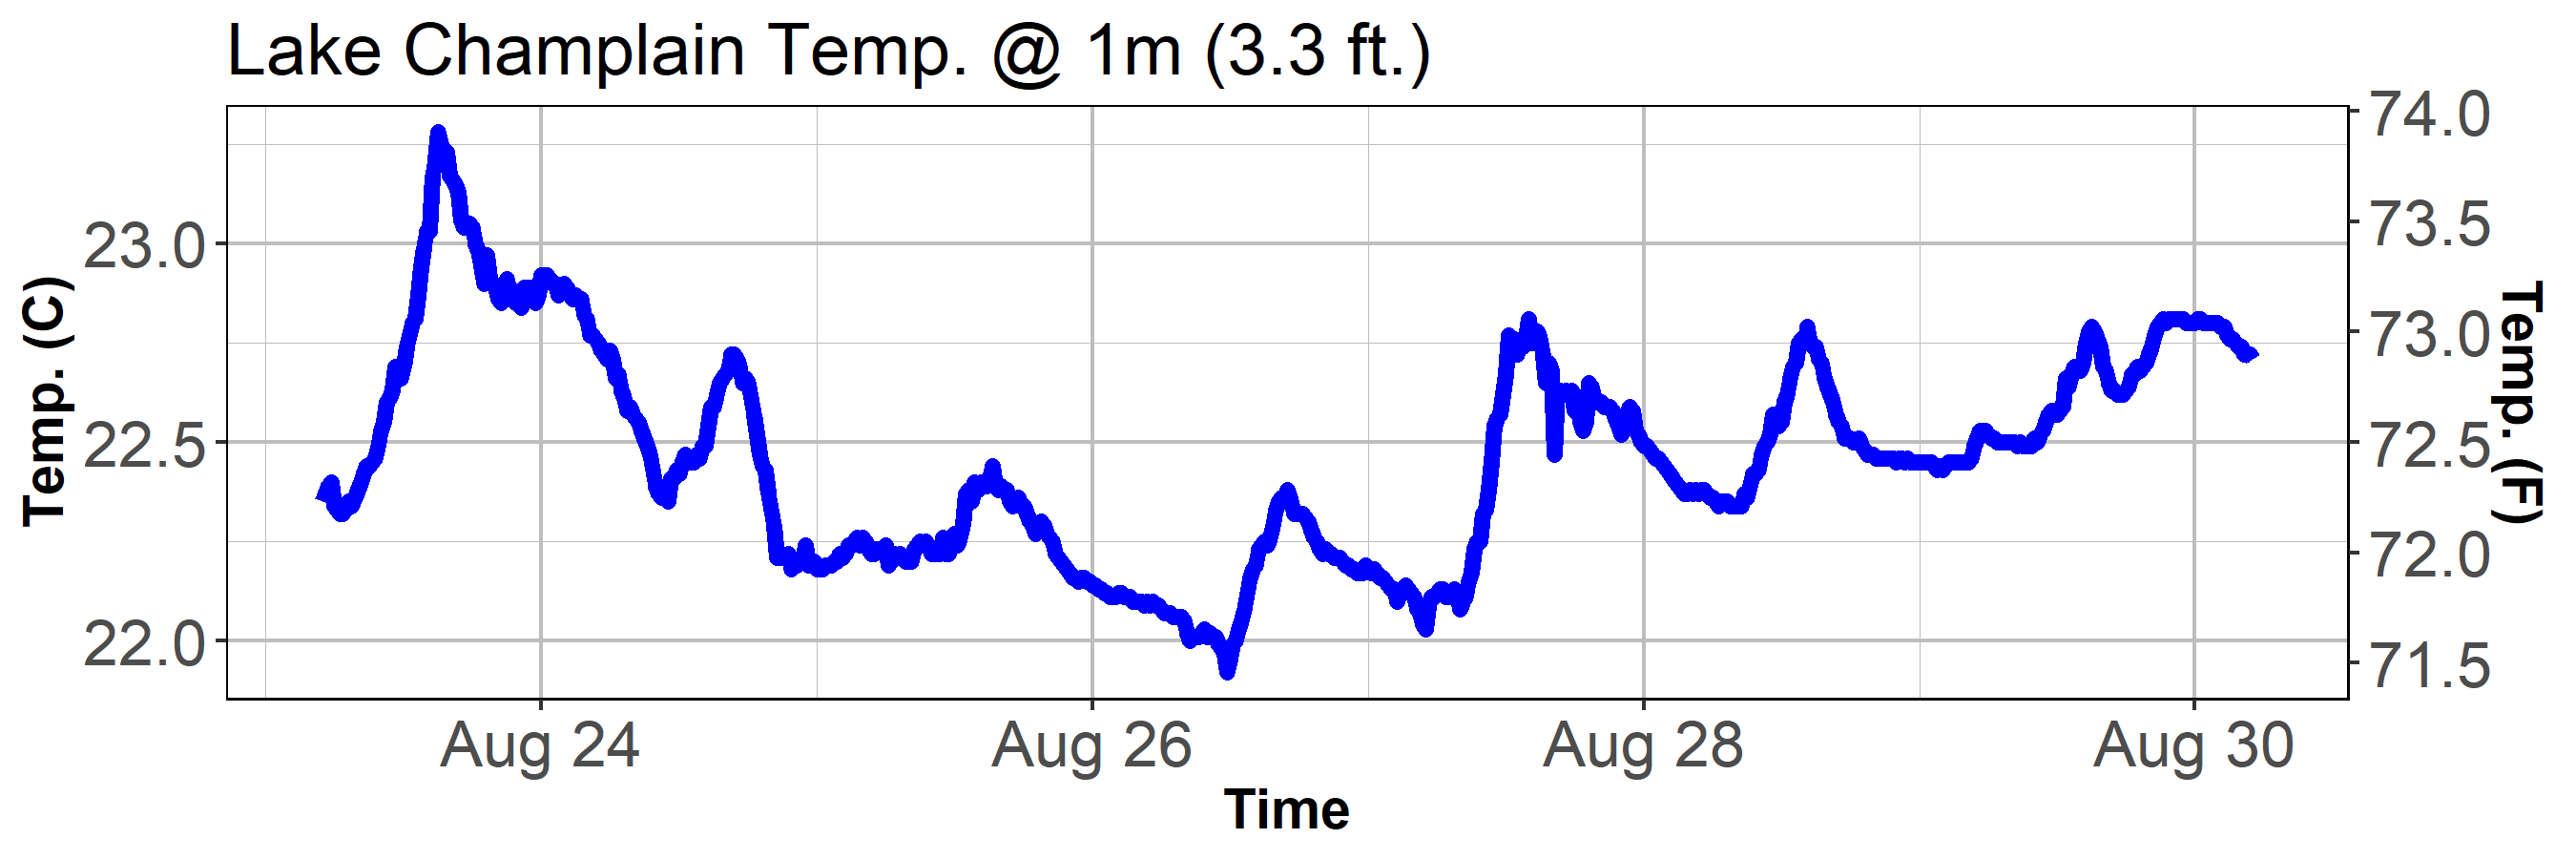 Lake Champlain Temp. @ 1m (3.3 ft.)
Temp. (C)
23.0
22.5
22.0
74.0
73.5
73.0
72.5
72.0
71.5
Temp. (F)
Aug 24 Aug 26 Aug 28 Aug 30
Time